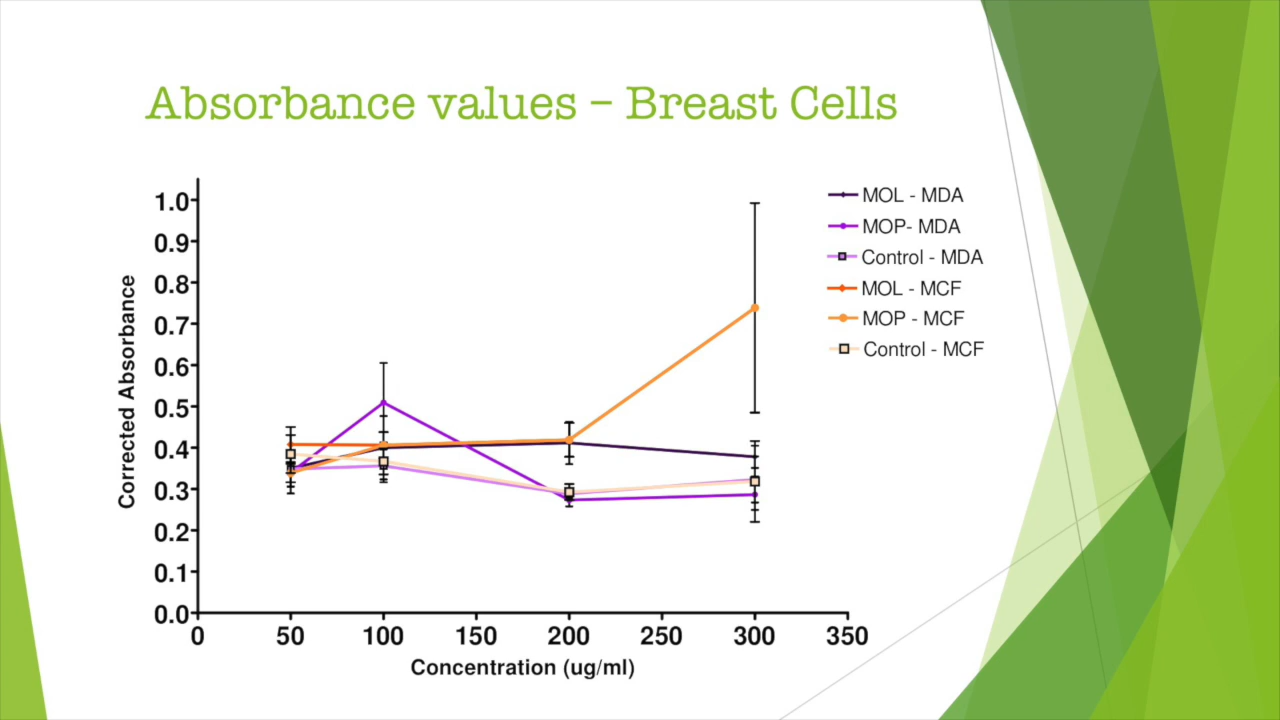 Absorbance values – Breast Cells
1.0
0.9
0.8
0.7
0.6
0.5
0.4
0.3
0.2
0.1
0.0
Corrected Absorbance
0 50 100 150 200 250 300 350
Concentration (ug/ml)
MOL - MDA
MOP- MDA
Control - MDA
MOL - MCF
MOP - MCF
Control - MCF